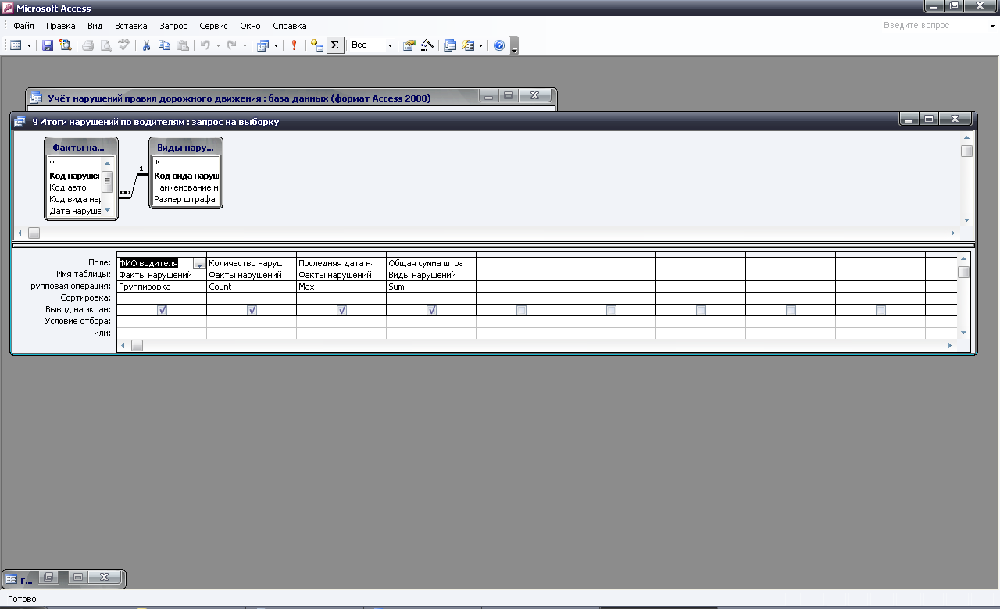 Microsoft Access
Файл Правка Вид Вставка Запрос Сервис Окно Справка Введите вопрос
Все
Учёт нарушений правил дорожного движения : база данных (формат Access 2000)
9 Итоги нарушений по водителям : запрос на выборку
Факты на... Виды нару...
* *
Код нарушен Код вида наруш
Код авто Наименование н
Код вида нар Размер штрафа
Дата наруше
1
∞
Поле: ФИО водителя Количество наруш Последняя дата на Общая сумма штра
Имя таблицы: Факты нарушений Факты нарушений Факты нарушений Виды нарушений
Групповая операция: Группировка Count Max Sum
Сортировка:
Вывод на экран:
Условие отбора:
или:
Г...
Готово